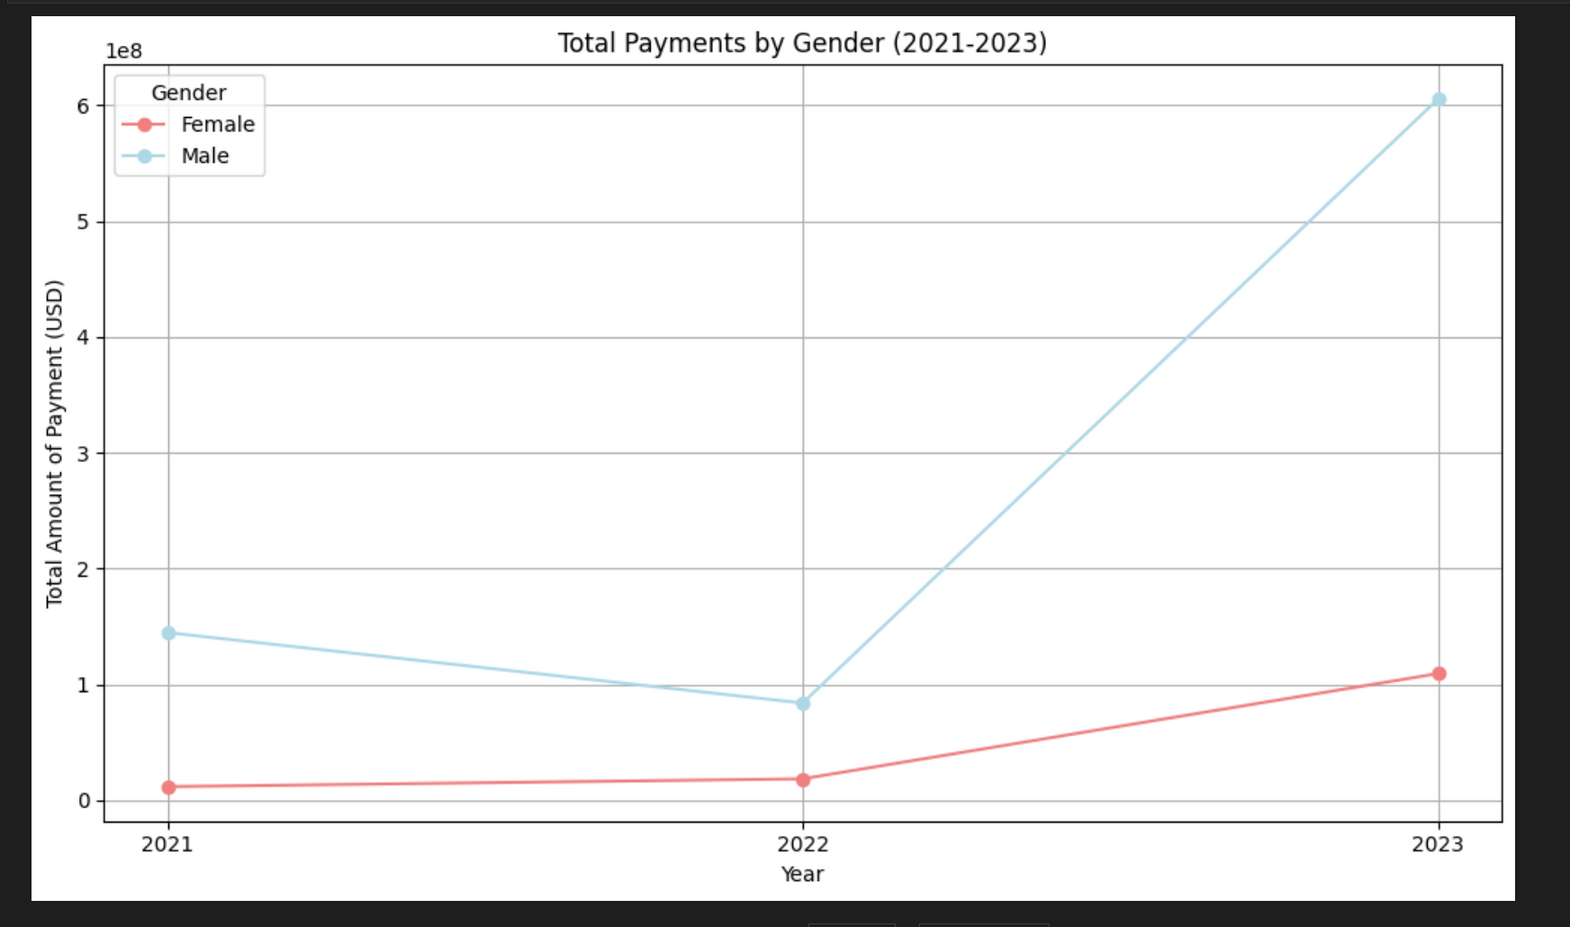 Total Payments by Gender (2021-2023)
1e8
Gender
Female
Male
6
5
4
3
2
1
0
Total Amount of Payment (USD)
2021
2022
2023
Year